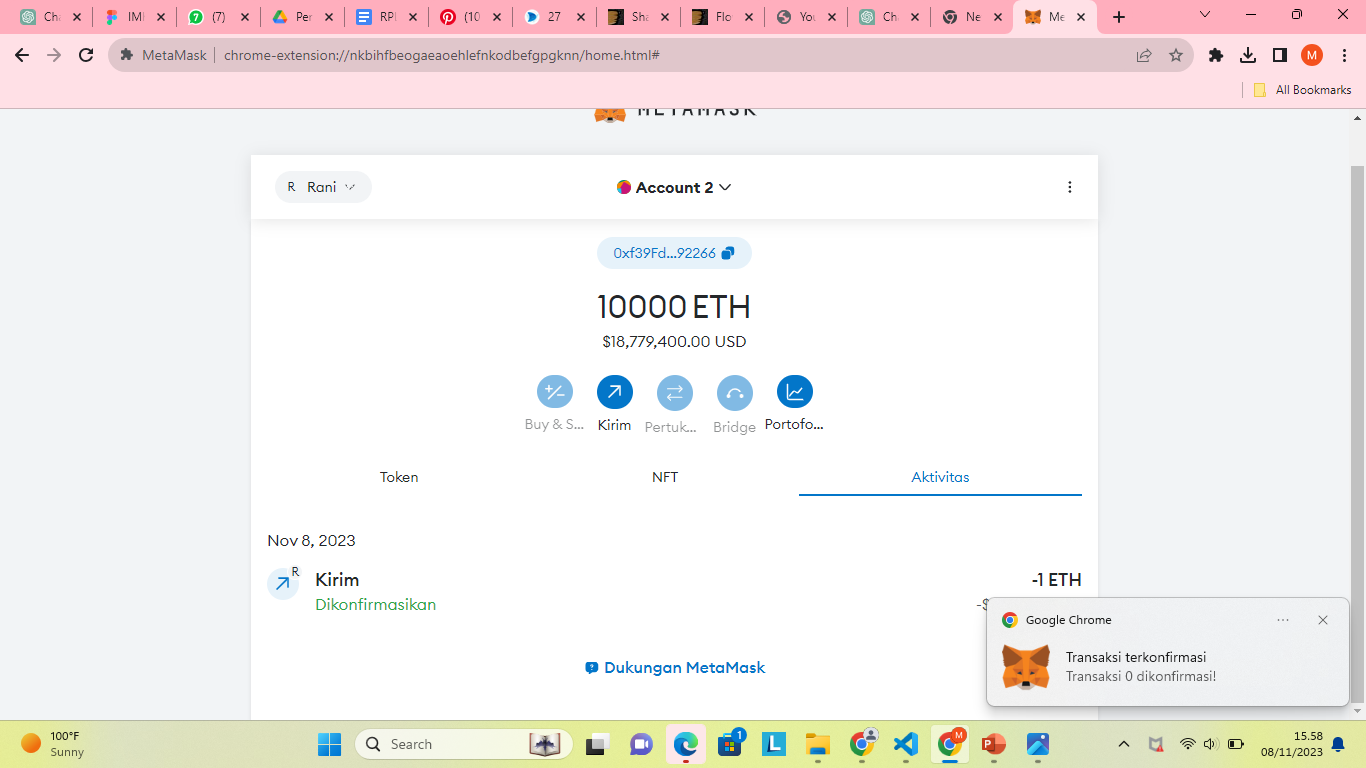 Cha
IMI
(7)
Per
RPL
(10
27
Sha
Flo
You
Cha
Ne
Me
MetaMask
chrome-extension://nkbihfbeogaeaoehlefnkodbefgpgknn/home.html#
M
All Bookmarks
METAMASK
R Rani
Account 2
0xf39Fd...92266
10000 ETH
$18,779,400.00 USD
Buy & S...
Kirim
Pertuk...
Bridge
Portofo...
Token
NFT
Aktivitas
Nov 8, 2023
R
Kirim
-1 ETH
Dikonfirmasikan
-$
Google Chrome
Transaksi terkonfirmasi
Transaksi 0 dikonfirmasi!
Dukungan MetaMask
100°F
Sunny
Search
1
L
M
15.58
08/11/2023